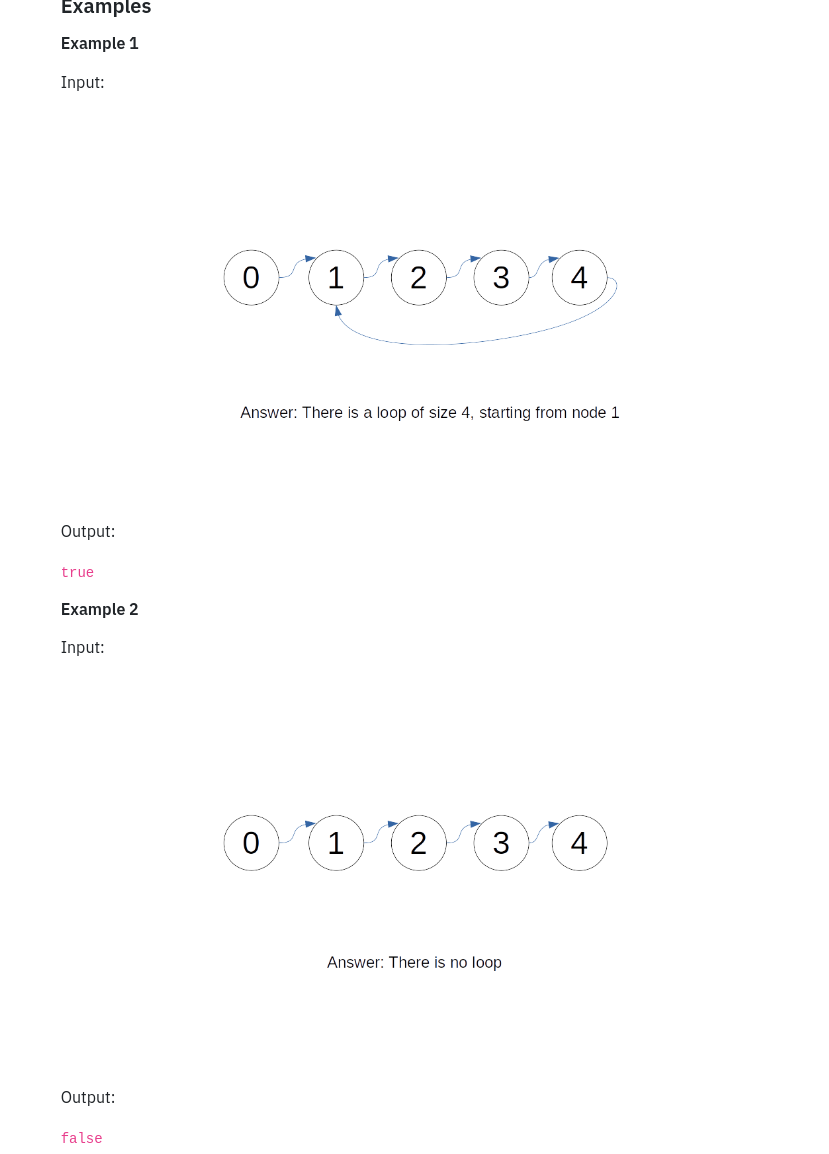 Examples
Example 1
Input:
0 1 2 3 4
Answer: There is a loop of size 4, starting from node 1
Output:
true
Example 2
Input:
0 1 2 3 4
Answer: There is no loop
Output:
false